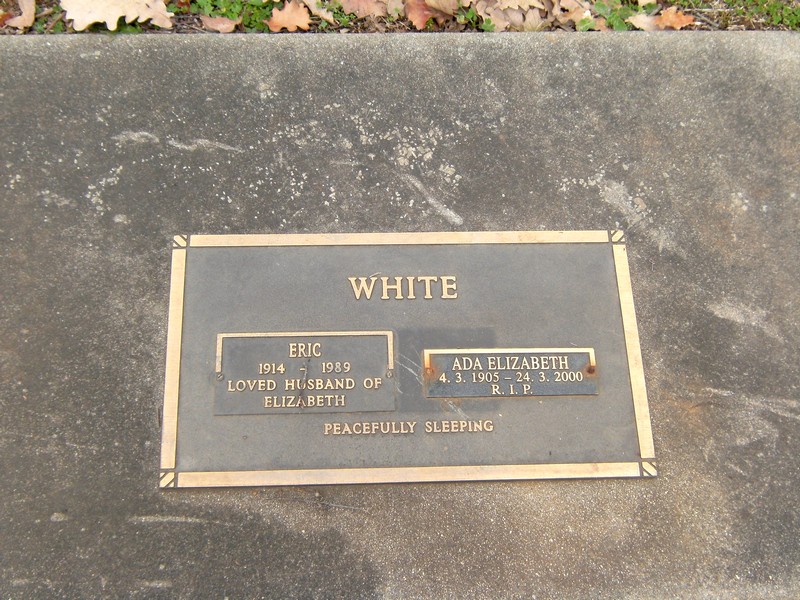 WHITE
ERIC
1914 - 1989
LOVED HUSBAND OF
ELIZABETH
ADA ELIZABETH
4. 3. 1905 – 24. 3. 2000
R. I. P.
PEACEFULLY SLEEPING